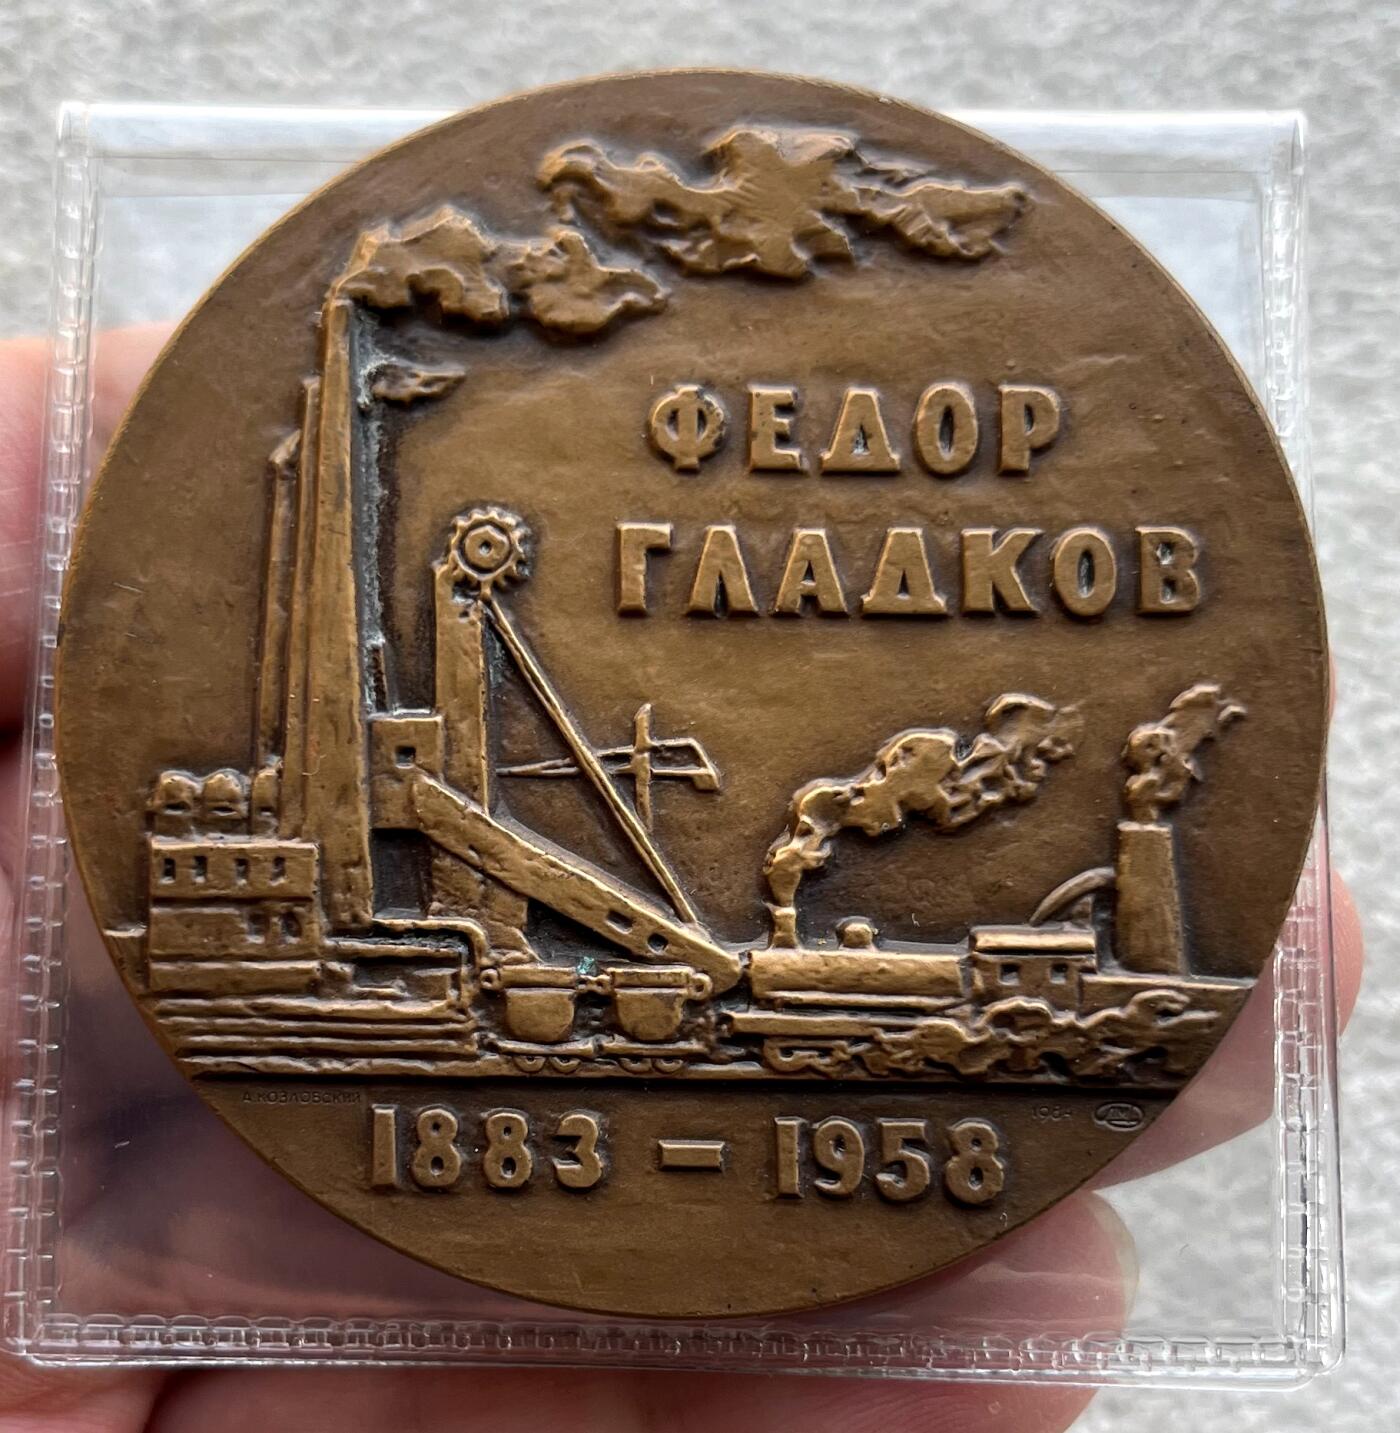 ФЕДОР
ГЛАДКОВ
А.КОЗЛОВСКИЙ
1984 ЛМД
1883 – 1958